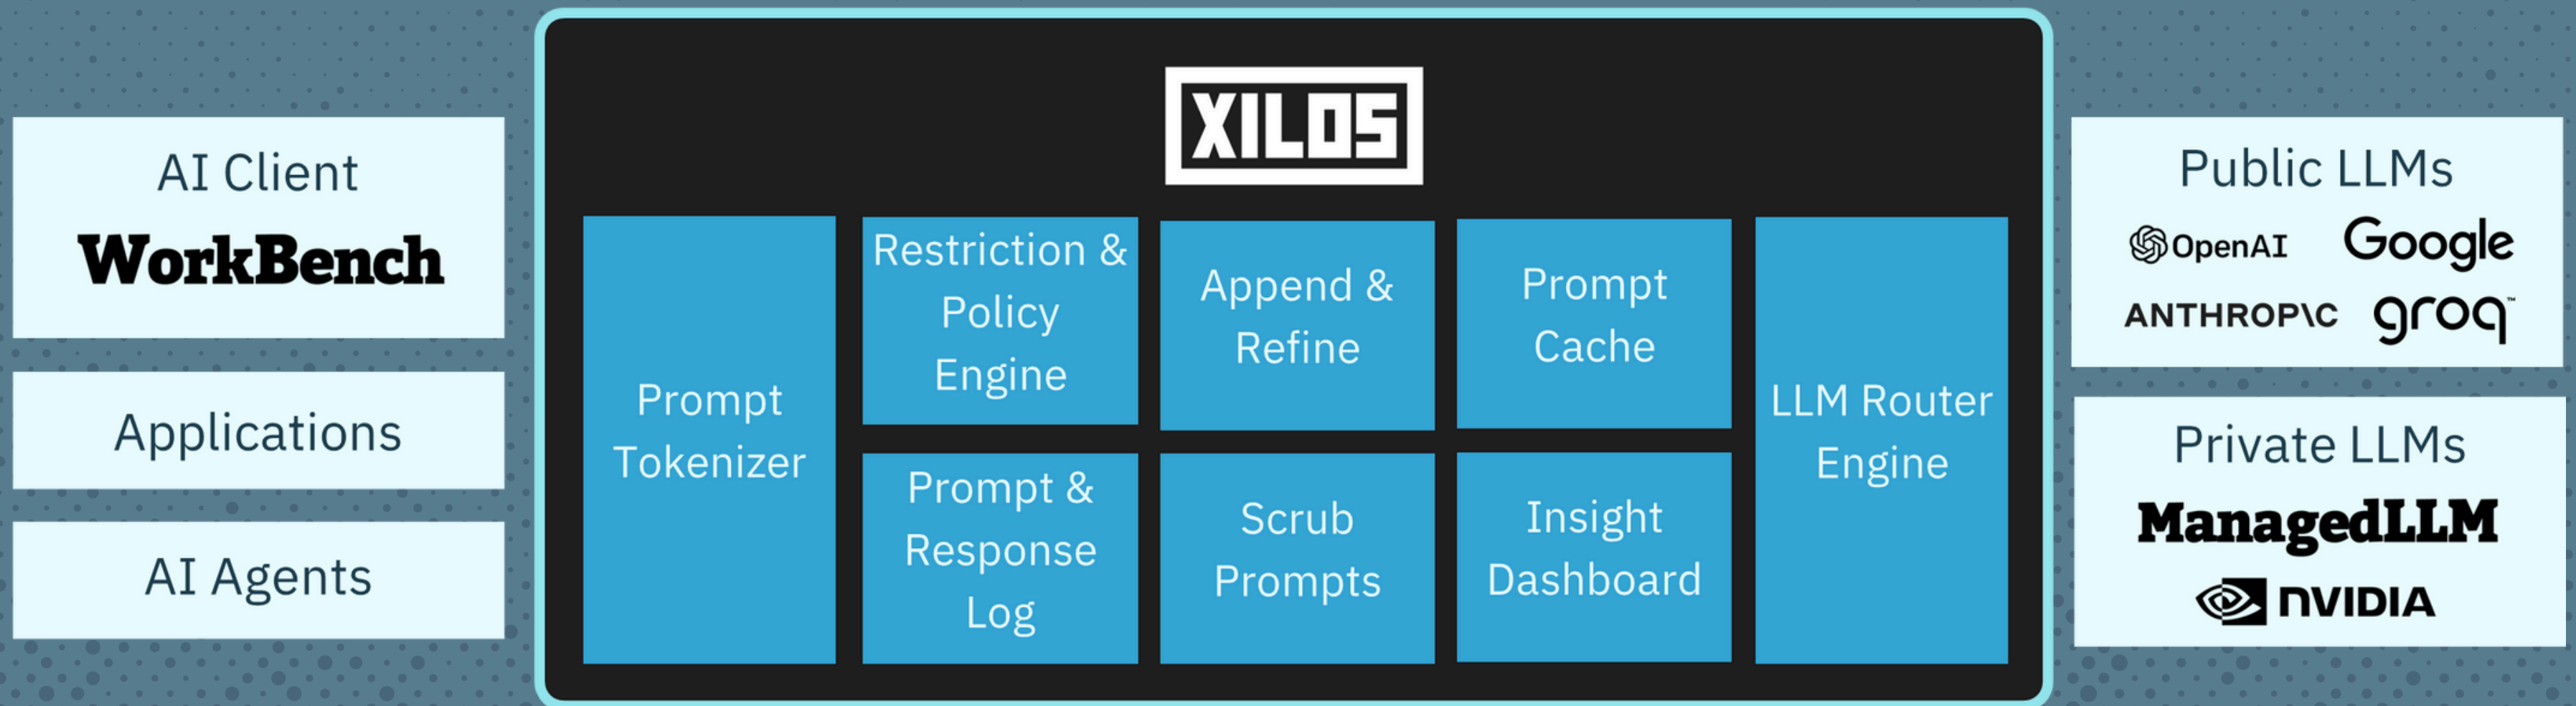 AI Client
WorkBench
Applications
AI Agents
XILOS
Prompt
Tokenizer
Restriction &
Policy
Engine
Prompt &
Response
Log
Append &
Refine
Scrub
Prompts
Prompt
Cache
Insight
Dashboard
LLM Router
Engine
Public LLMs
OpenAI Google
ANTHROP\C groq™
Private LLMs
ManagedLLM
NVIDIA